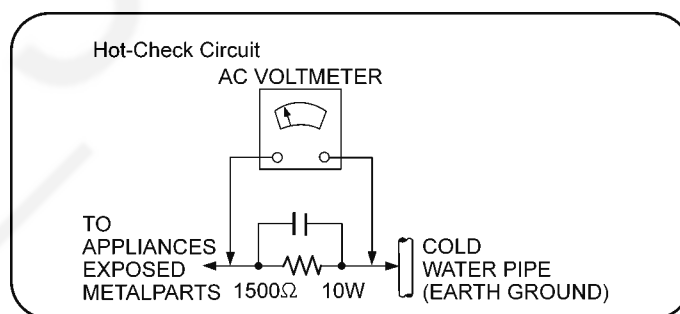 Hot-Check Circuit
AC VOLTMETER
TO
APPLIANCES
EXPOSED
METALPARTS
1500Ω 10W
COLD
WATER PIPE
(EARTH GROUND)